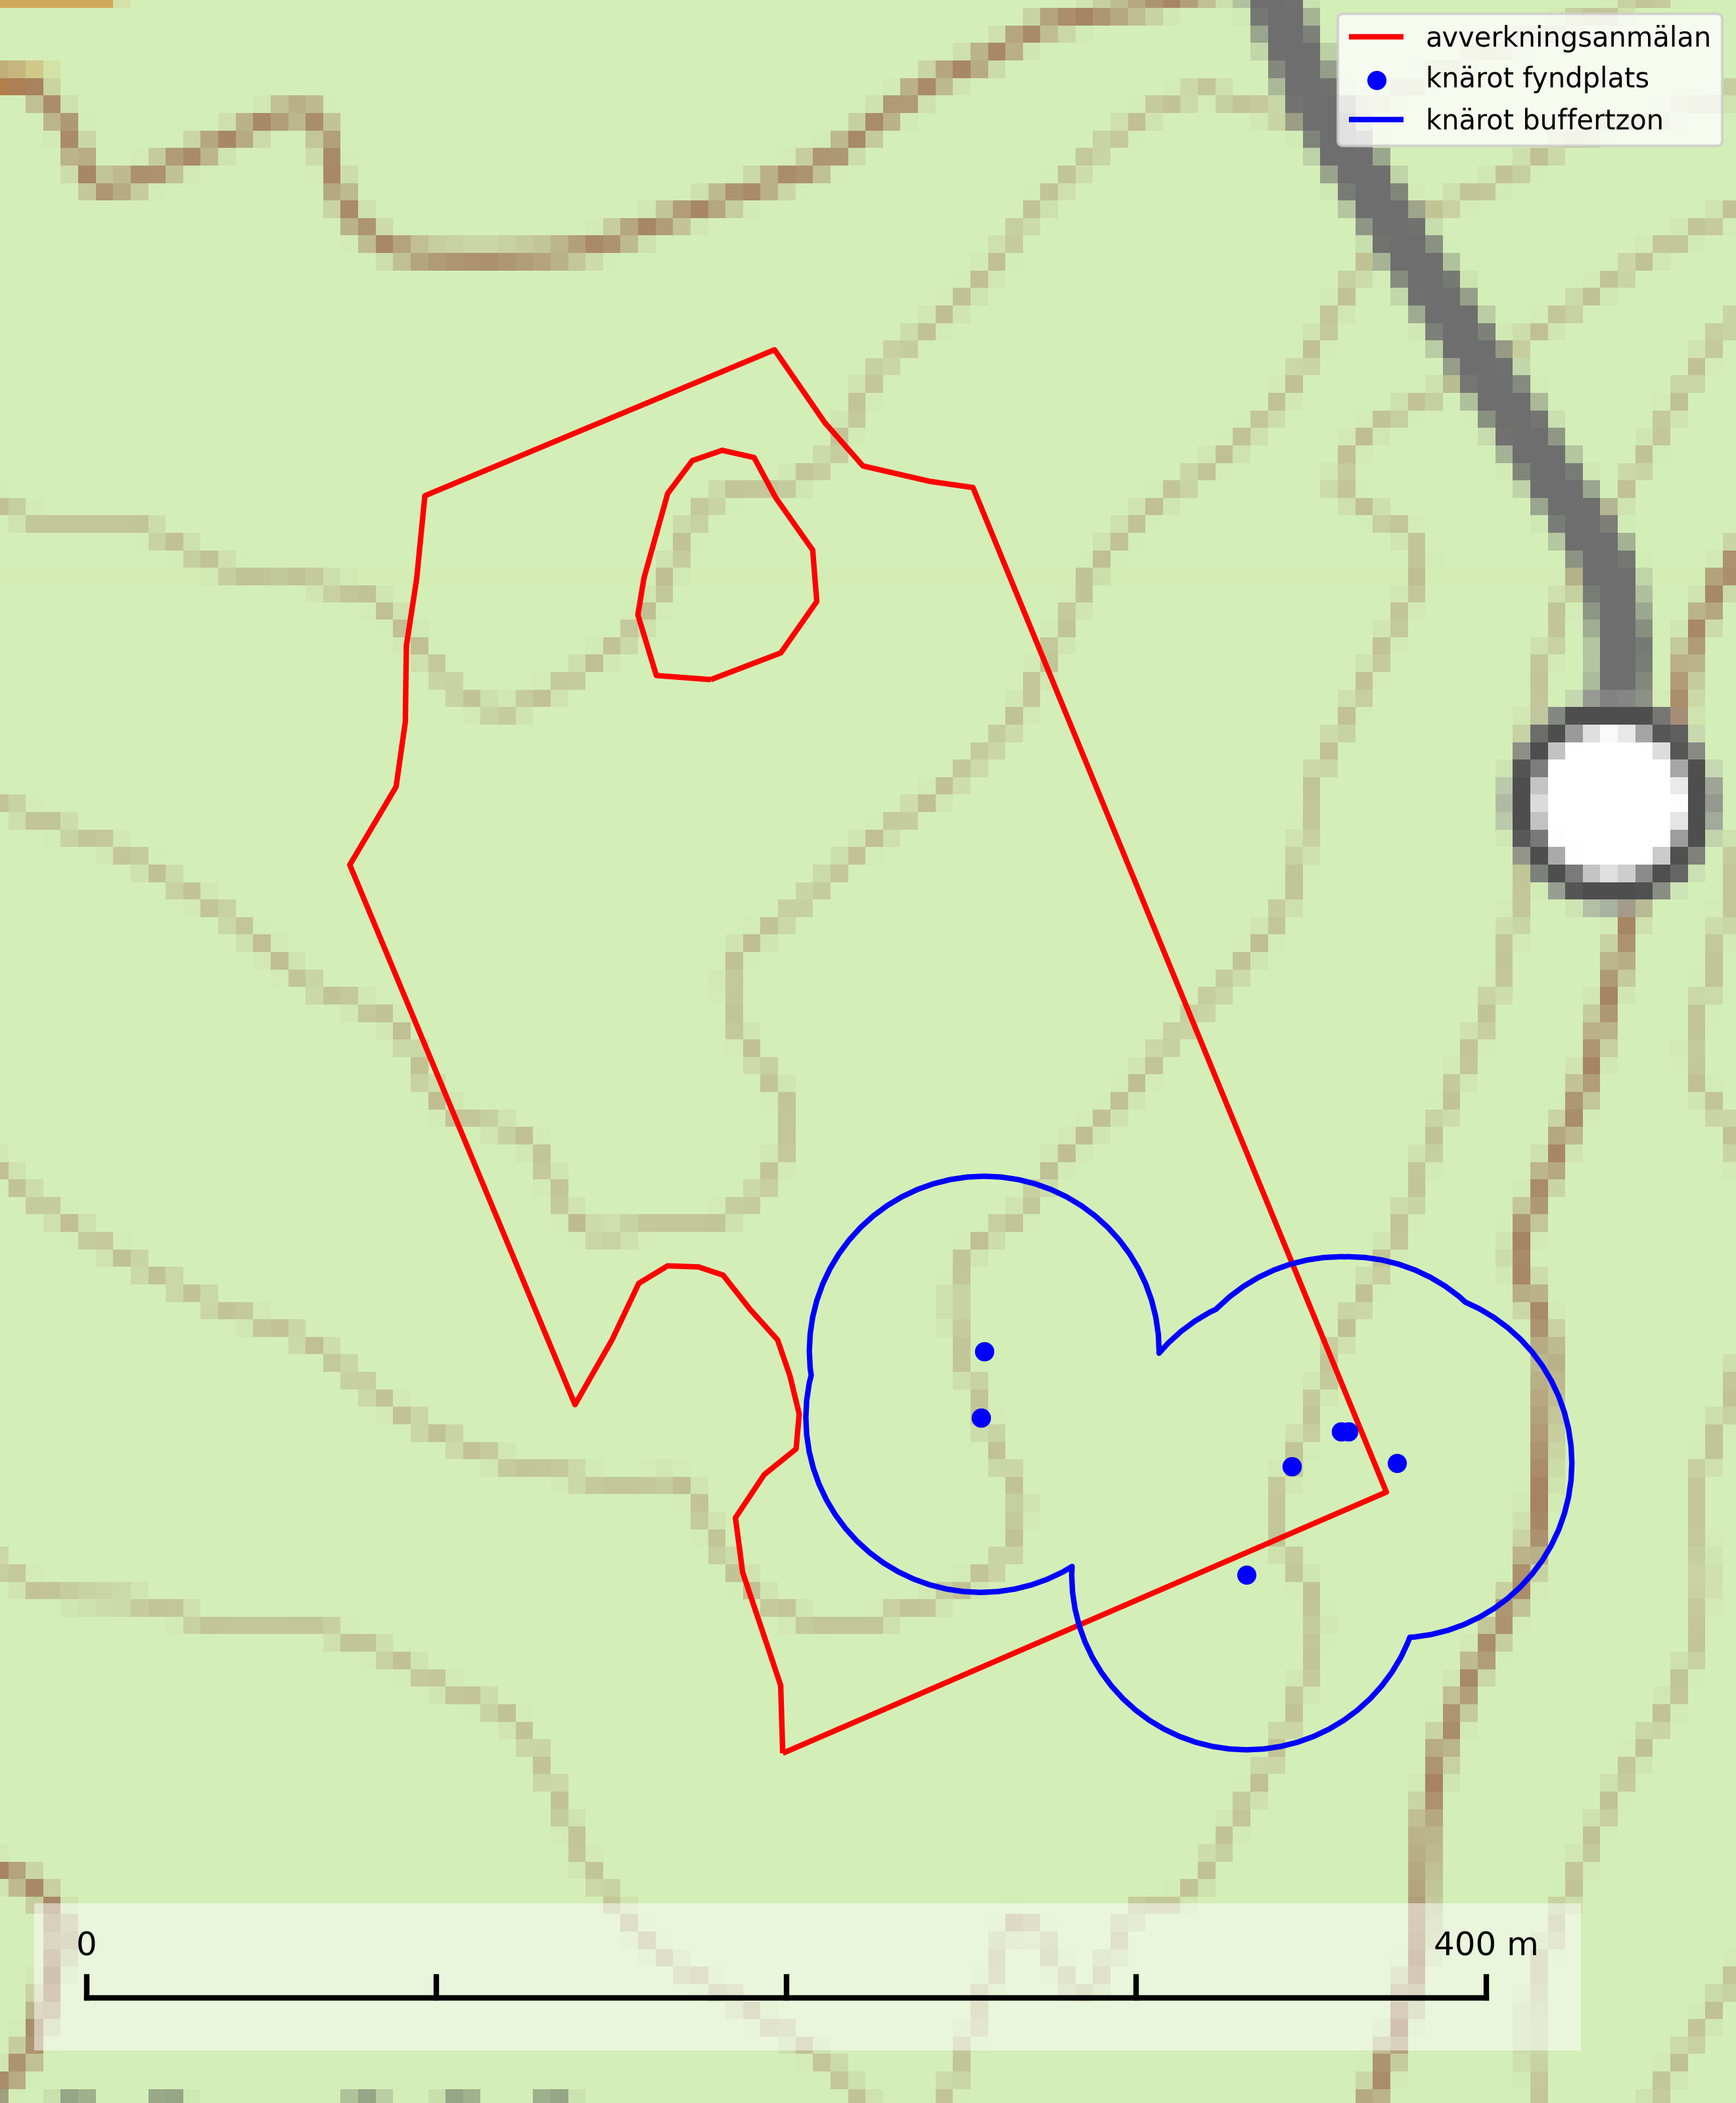 avverkningsanmälan
knärot fyndplats
knärot buffertzon
0
400 m